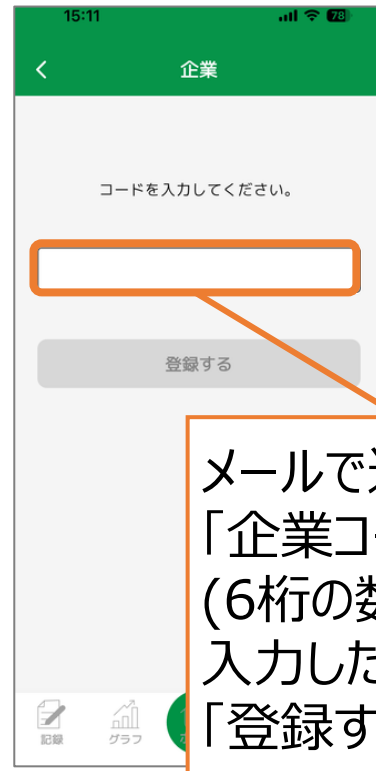 15:11
78
企業
コードを入力してください。
登録する
メールで
「企業コ
(6桁の数
入力した
「登録す
記録
グラフ